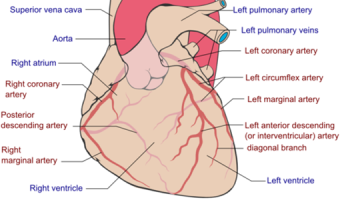 Superior vena cava
Aorta
Right atrium
Right coronary
artery
Posterior
descending artery
Right
marginal artery
Right ventricle
Left pulmonary artery
Left pulmonary veins
Left coronary artery
Left circumflex artery
Left marginal artery
Left anterior descending
(or interventricular) artery
diagonal branch
Left ventricle